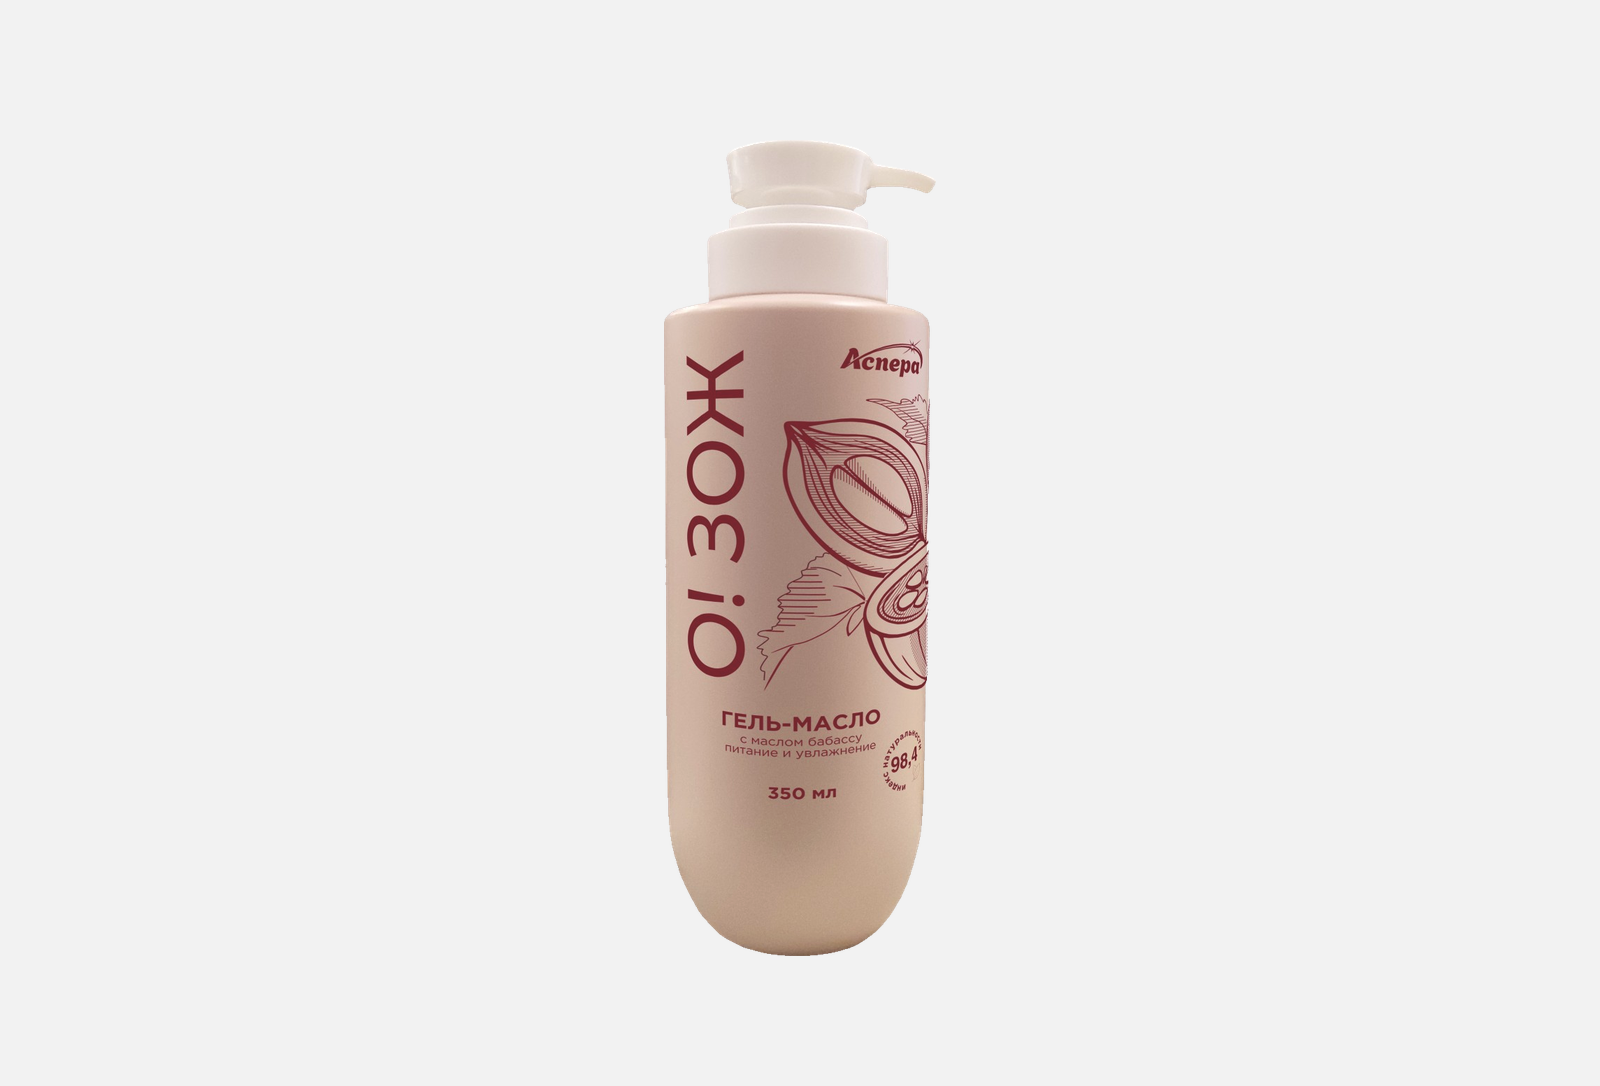 Аспера
О! ЗОЖ
ГЕЛЬ-МАСЛО
с маслом бабассу
питание и увлажнение
350 мл
индекс натуральности
98,4